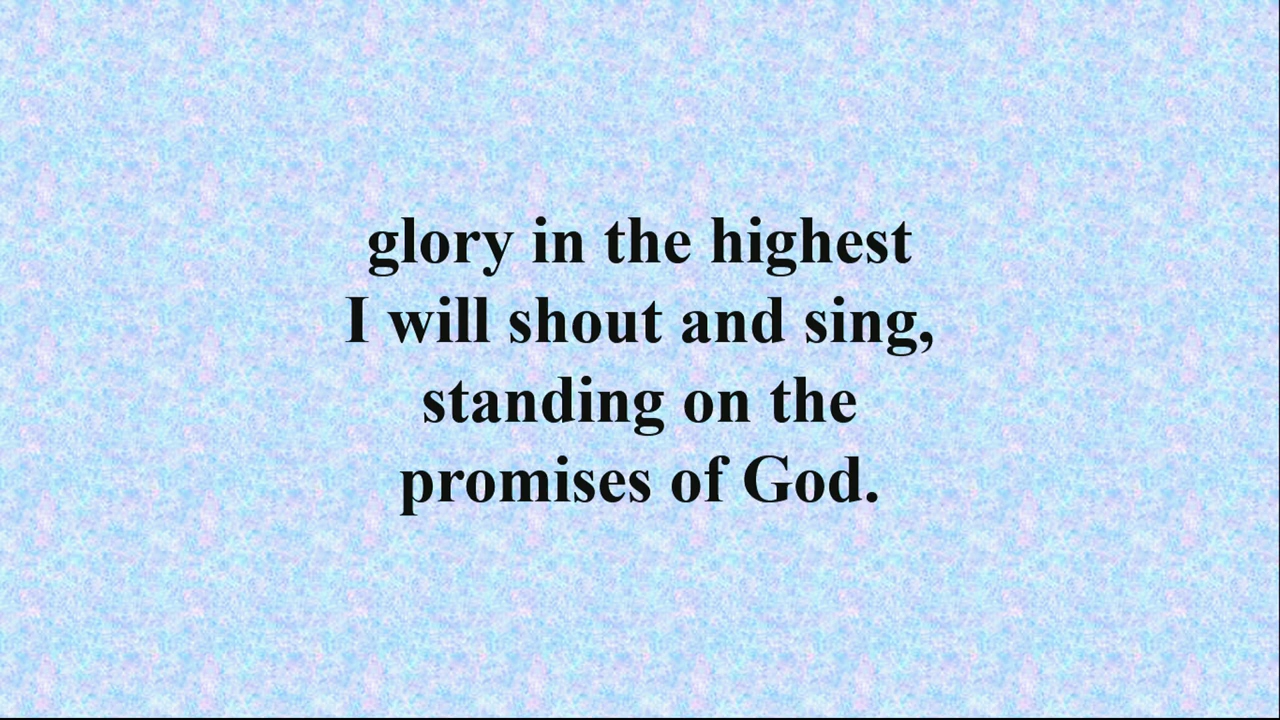 glory in the highest
I will shout and sing,
standing on the
promises of God.